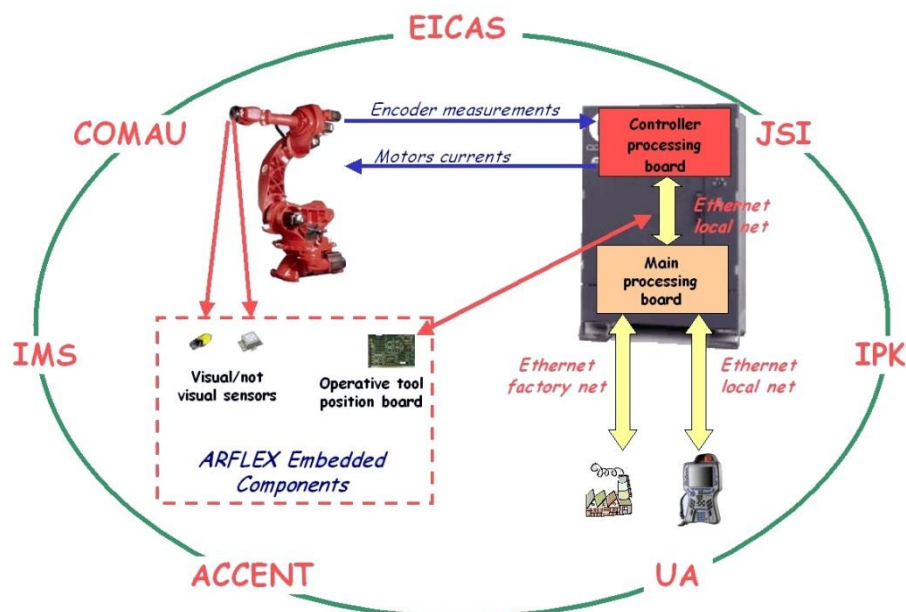 EICAS
COMAU
JSI
Encoder measurements
Motors currents
Controller
processing
board
Ethernet
local net
Main
processing
board
IMS
IPK
Visual/not
visual sensors
Operative tool
position board
ARFLEX Embedded
Components
Ethernet
factory net
Ethernet
local net
ACCENT
UA